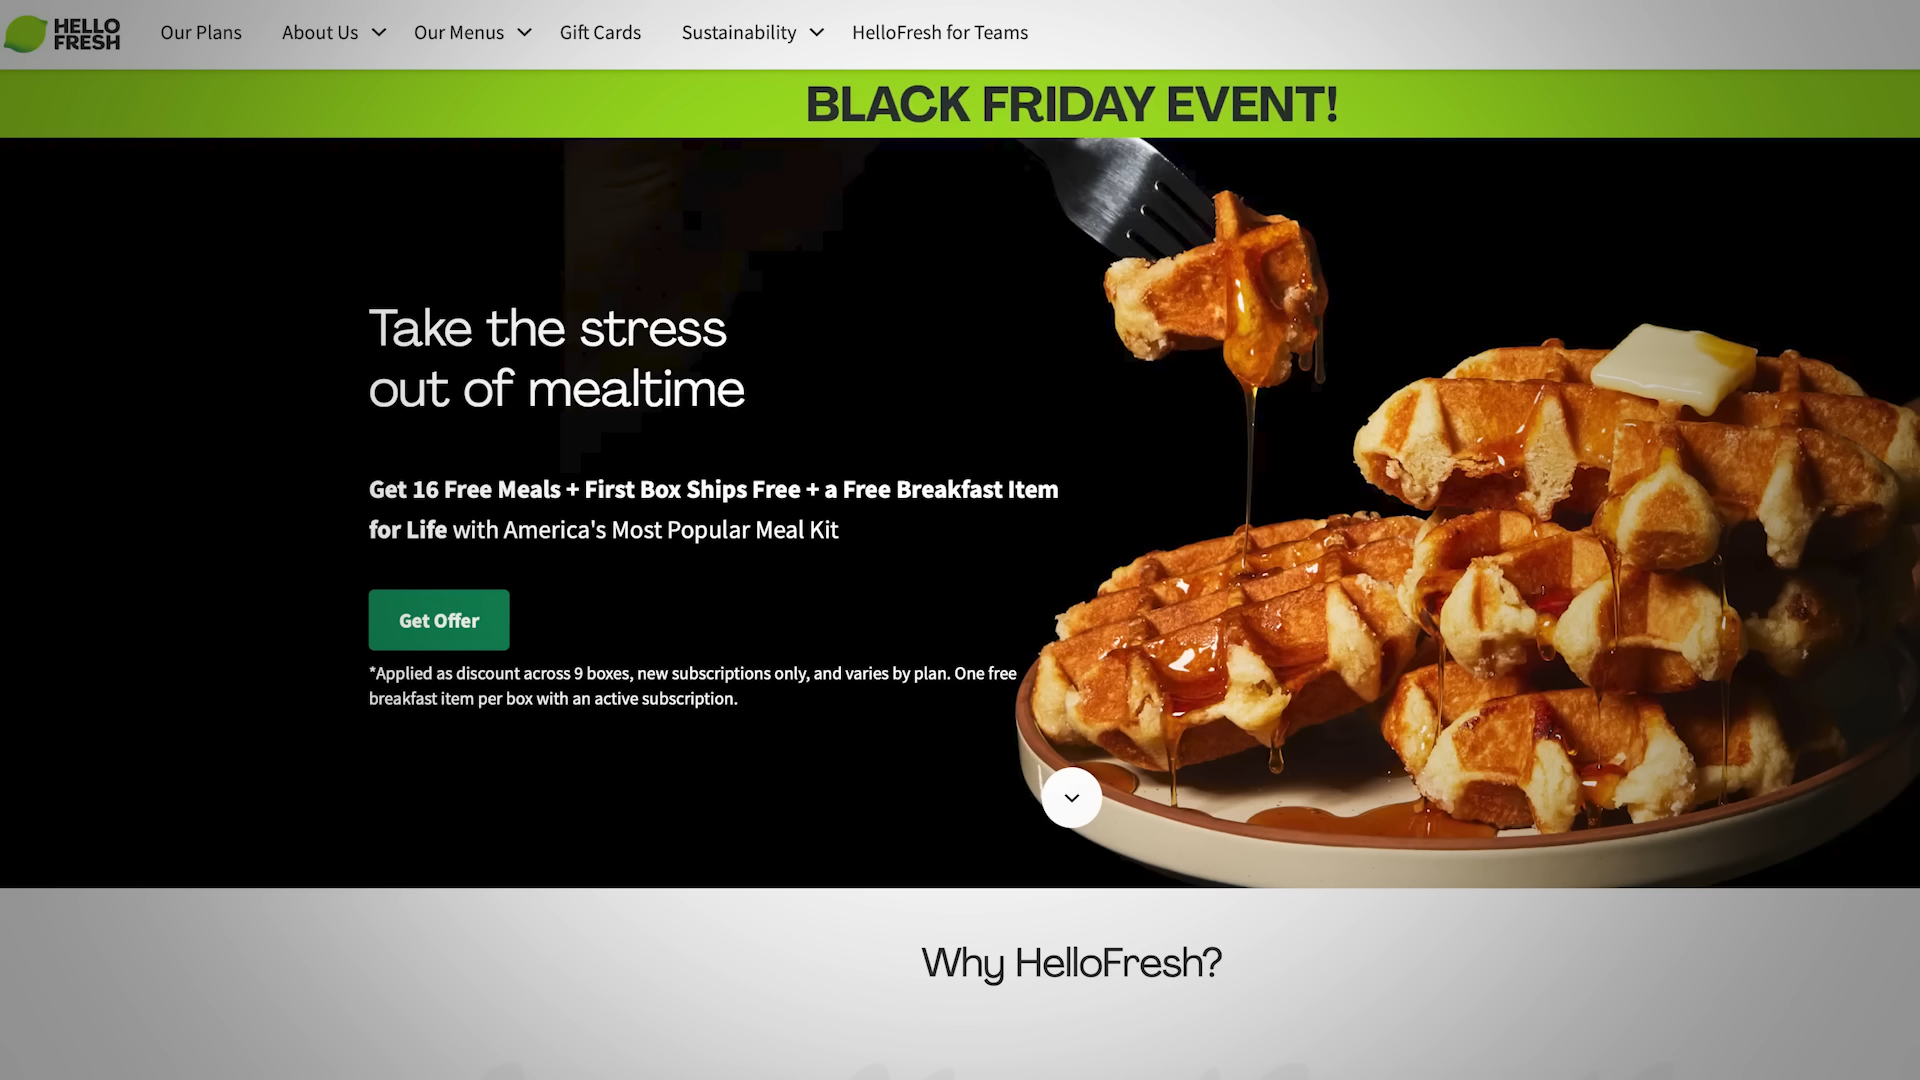 HELLO
FRESH
Our Plans
About Us
Our Menus
Gift Cards
Sustainability
HelloFresh for Teams
BLACK FRIDAY EVENT!
Take the stress
out of mealtime
Get 16 Free Meals + First Box Ships Free + a Free Breakfast Item
for Life with America's Most Popular Meal Kit
Get Offer
*Applied as discount across 9 boxes, new subscriptions only, and varies by plan. One free
breakfast item per box with an active subscription.
Why HelloFresh?